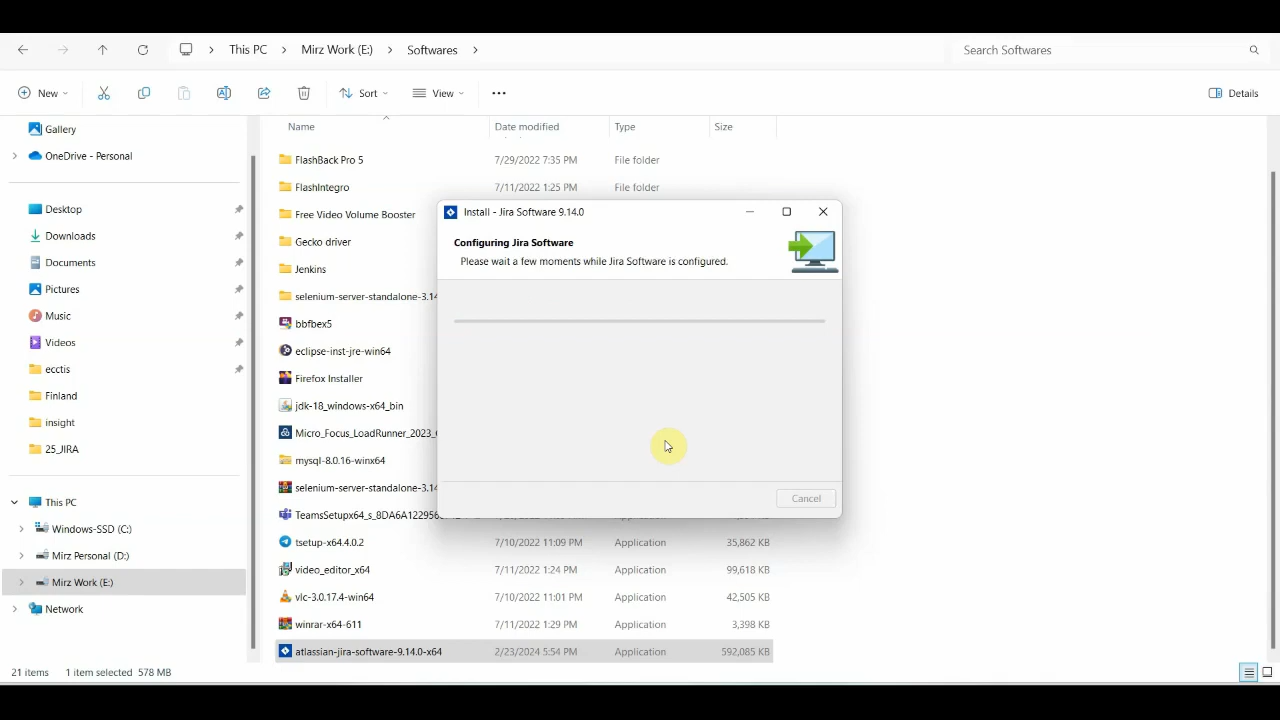 This PC > Mirz Work (E:) > Softwares >
Search Softwares
New
Sort
View
Details
Gallery
OneDrive - Personal
Desktop
Downloads
Documents
Pictures
Music
Videos
ecctis
Finland
insight
25_JIRA
This PC
Windows-SSD (C:)
Mirz Personal (D:)
Mirz Work (E:)
Network
Name Date modified Type Size
FlashBack Pro 5 7/29/2022 7:35 PM File folder
FlashIntegro 7/11/2022 1:25 PM File folder
Free Video Volume Booster
Gecko driver
Jenkins
selenium-server-standalone-3.14
bbfbex5
eclipse-inst-jre-win64
Firefox Installer
jdk-18_windows-x64_bin
Micro_Focus_LoadRunner_2023_
mysql-8.0.16-winx64
selenium-server-standalone-3.14
TeamsSetupx64_s_8DA6A122956
tsetup-x64.4.0.2 7/10/2022 11:09 PM Application 35,862 KB
video_editor_x64 7/11/2022 1:24 PM Application 99,618 KB
vlc-3.0.17.4-win64 7/10/2022 11:01 PM Application 42,505 KB
winrar-x64-611 7/11/2022 1:29 PM Application 3,398 KB
atlassian-jira-software-9.14.0-x64 2/23/2024 5:54 PM Application 592,085 KB
Install - Jira Software 9.14.0
Configuring Jira Software
Please wait a few moments while Jira Software is configured.
Cancel
21 items 1 item selected 578 MB